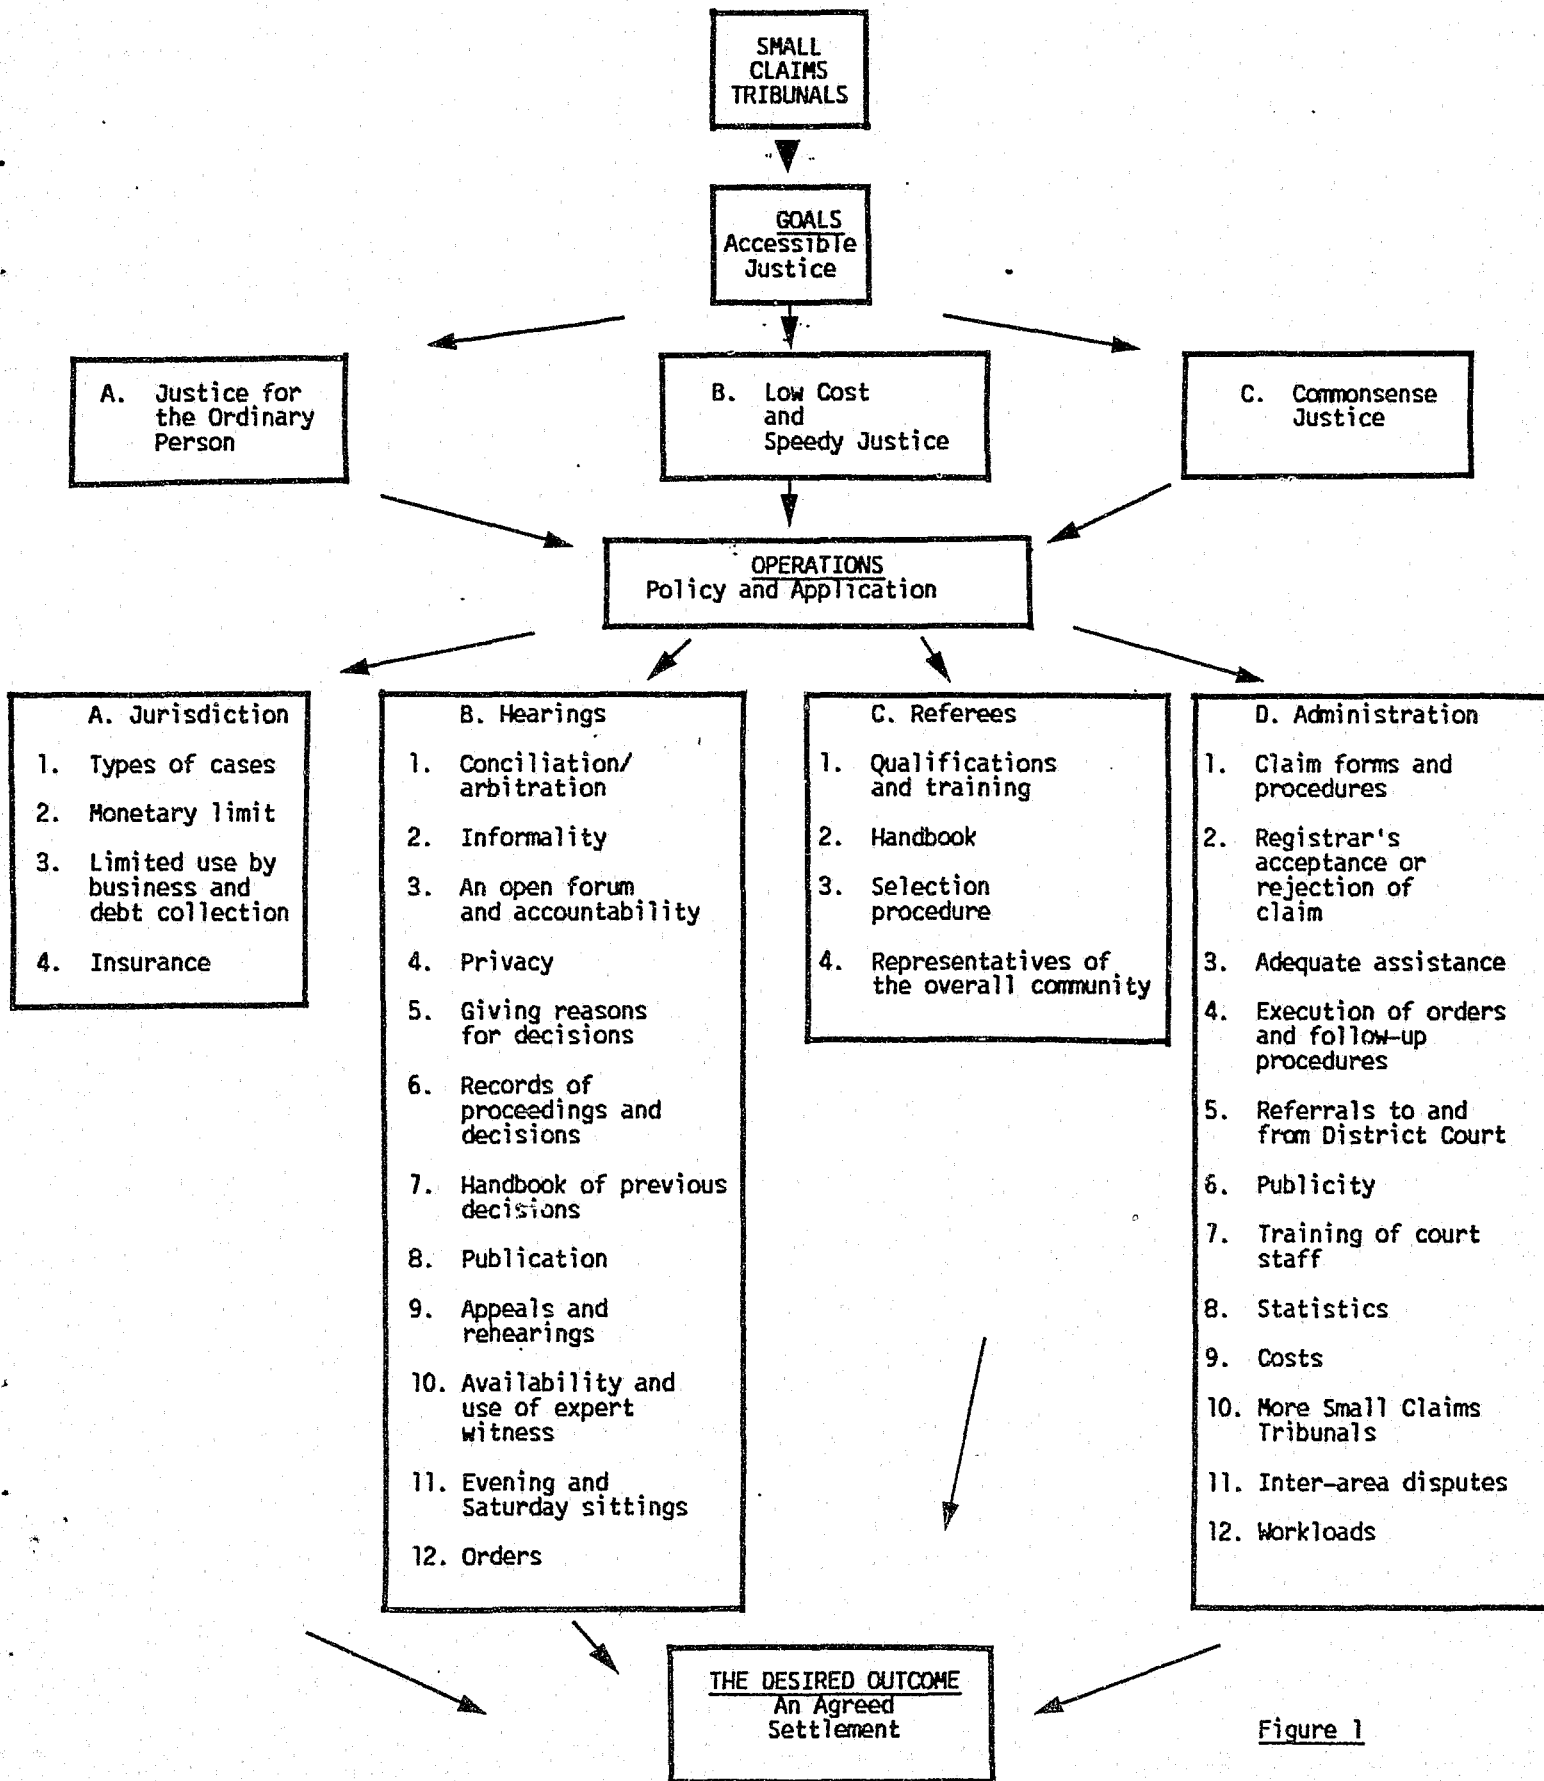 SMALL
CLAIMS
TRIBUNALS
GOALS
Accessible
Justice
A. Justice for
the Ordinary
Person
B. Low Cost
and
Speedy Justice
C. Commonsense
Justice
OPERATIONS
Policy and Application
A. Jurisdiction
1. Types of cases
2. Monetary limit
3. Limited use by
business and
debt collection
4. Insurance
B. Hearings
1. Conciliation/
arbitration
2. Informality
3. An open forum
and accountability
4. Privacy
5. Giving reasons
for decisions
6. Records of
proceedings and
decisions
7. Handbook of previous
decisions
8. Publication
9. Appeals and
rehearings
10. Availability and
use of expert
witness
11. Evening and
Saturday sittings
12. Orders
C. Referees
1. Qualifications
and training
2. Handbook
3. Selection
procedure
4. Representatives of
the overall community
D. Administration
1. Claim forms and
procedures
2. Registrar's
acceptance or
rejection of
claim
3. Adequate assistance
4. Execution of orders
and follow-up
procedures
5. Referrals to and
from District Court
6. Publicity
7. Training of court
staff
8. Statistics
9. Costs
10. More Small Claims
Tribunals
11. Inter-area disputes
12. Workloads
THE DESIRED OUTCOME
An Agreed
Settlement
Figure 1